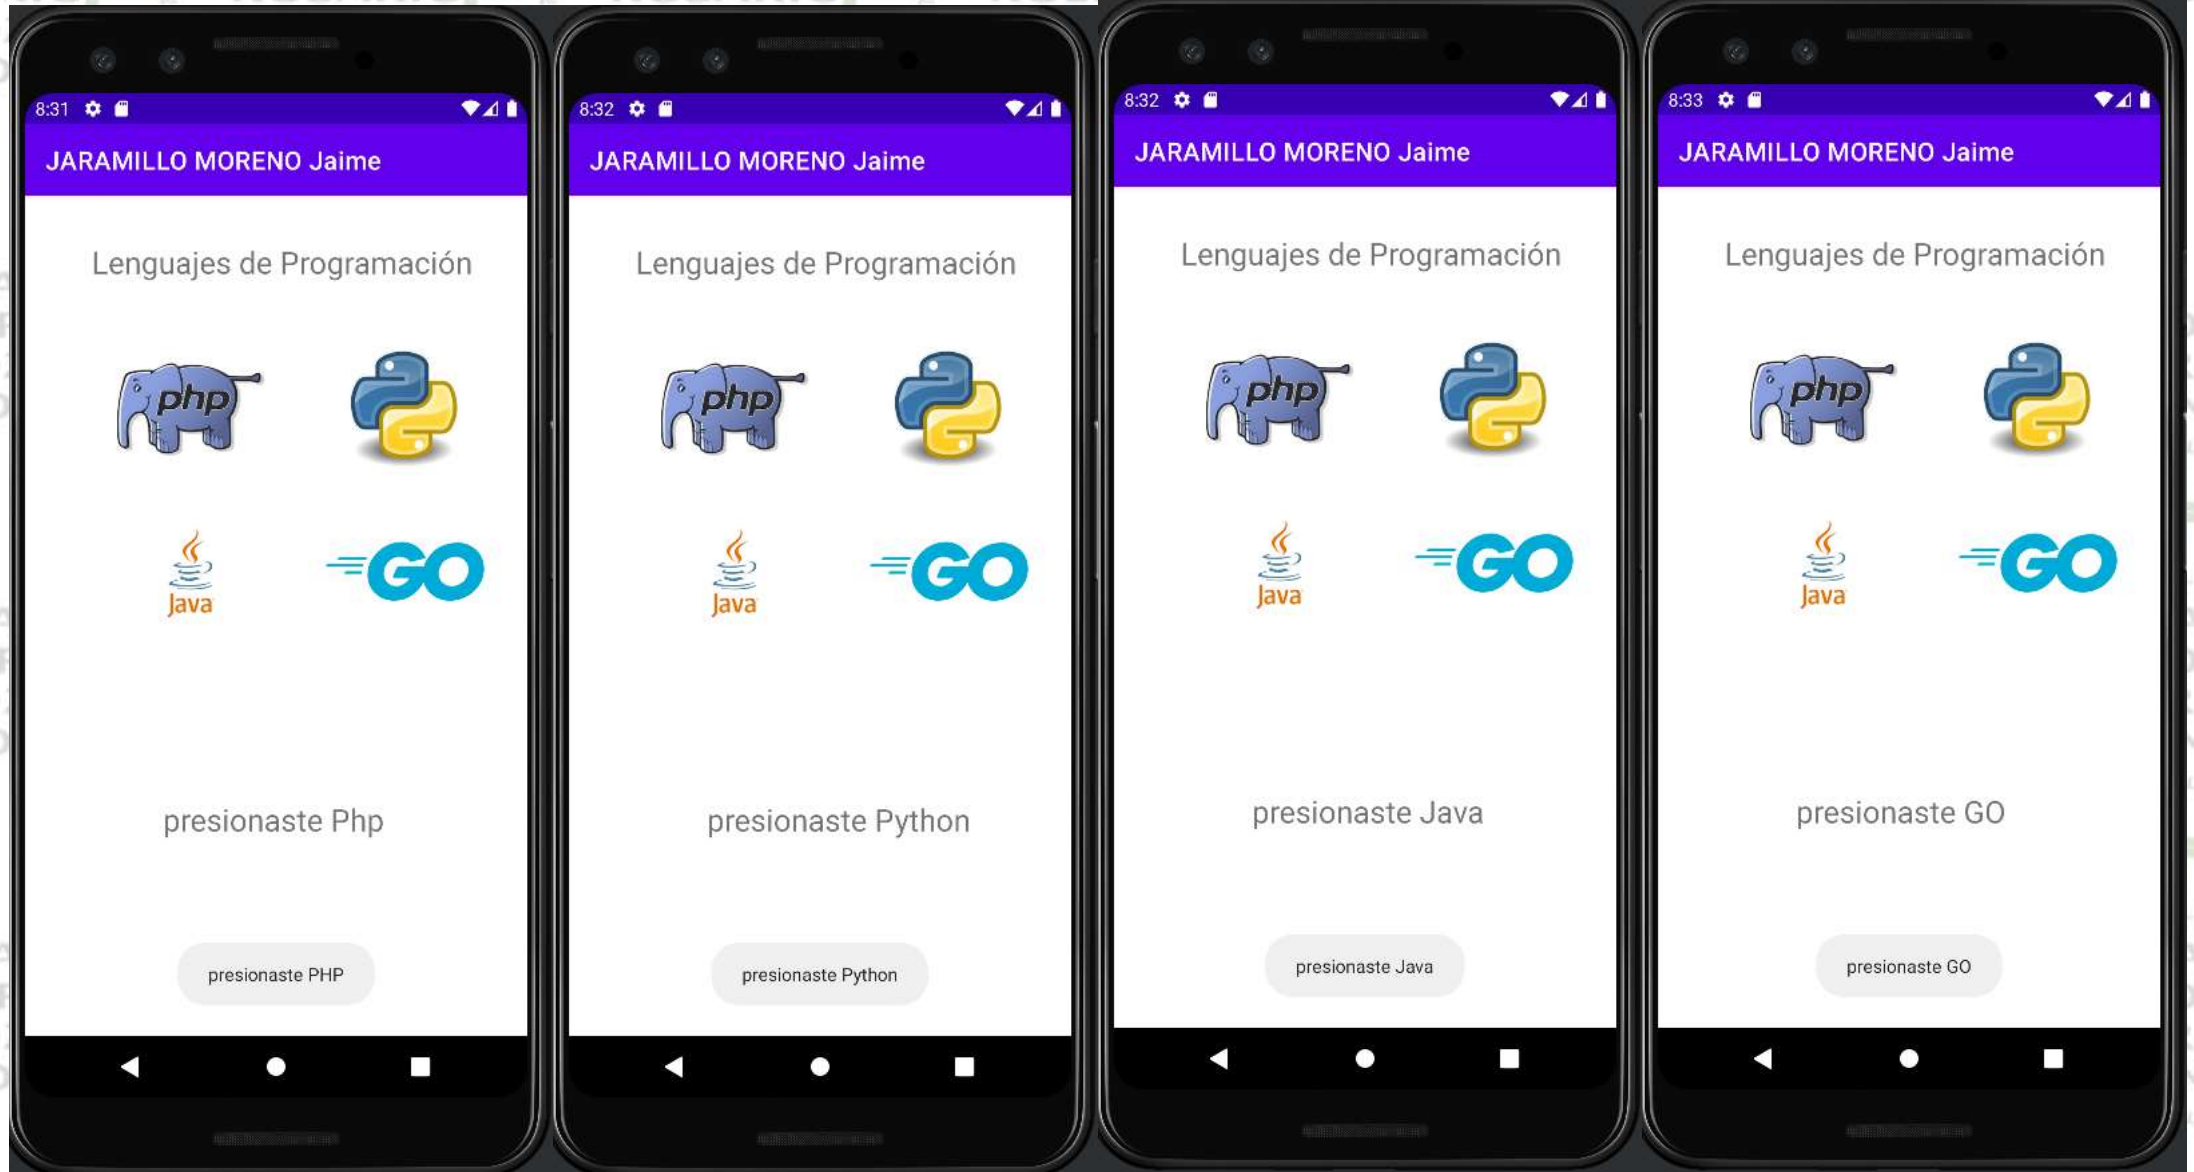 8:31
JARAMILLO MORENO Jaime
Lenguajes de Programación
php
Java
GO
presionaste Php
presionaste PHP
8:32
JARAMILLO MORENO Jaime
Lenguajes de Programación
php
Java
GO
presionaste Python
presionaste Python
8:32
JARAMILLO MORENO Jaime
Lenguajes de Programación
php
Java
GO
presionaste Java
presionaste Java
8:33
JARAMILLO MORENO Jaime
Lenguajes de Programación
php
Java
GO
presionaste GO
presionaste GO